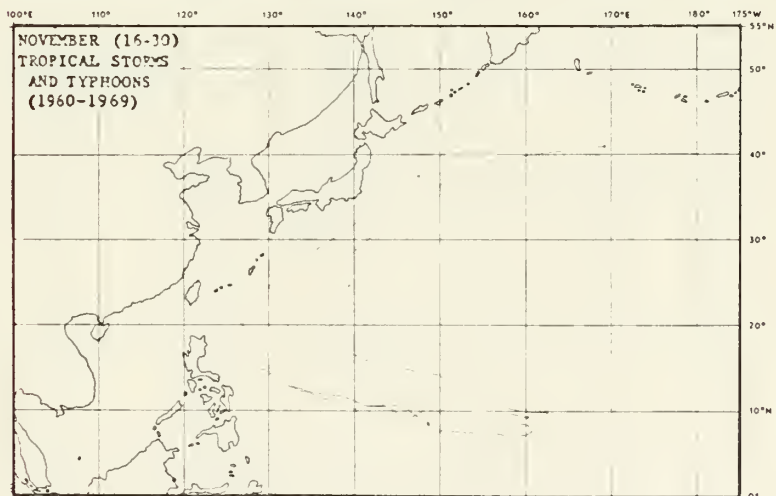 100°E 110° 120° 130° 140° 150° 160° 170°E 180° 175°W
NOVEMBER (16-30)
TROPICAL STORMS
AND TYPHOONS
(1960-1969)
55°N
50°
40°
30°
20°
10°N
0°